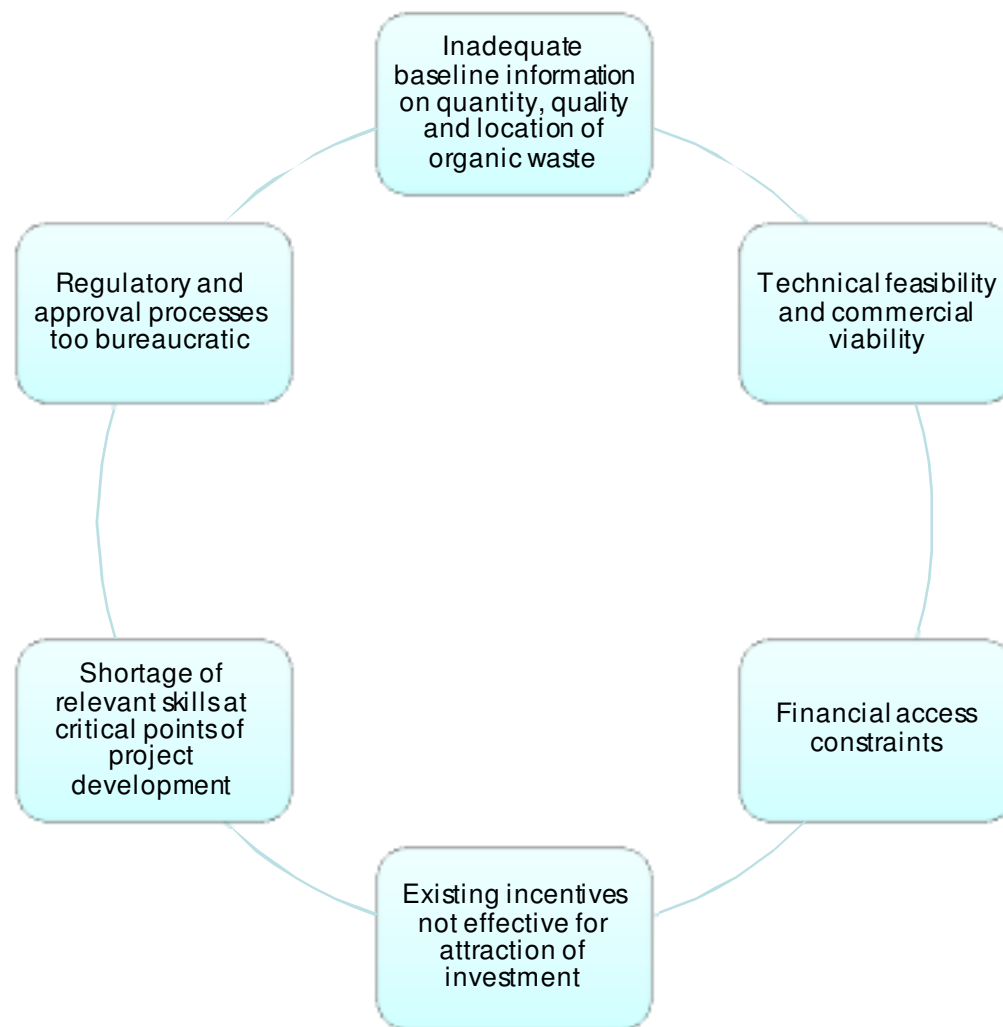 Inadequate
baseline information
on quantity, quality
and location of
organic waste
Technical feasibility
and commercial
viability
Financial access
constraints
Existing incentives
not effective for
attraction of
investment
Shortage of
relevant skills at
critical points of
project
development
Regulatory and
approval processes
too bureaucratic